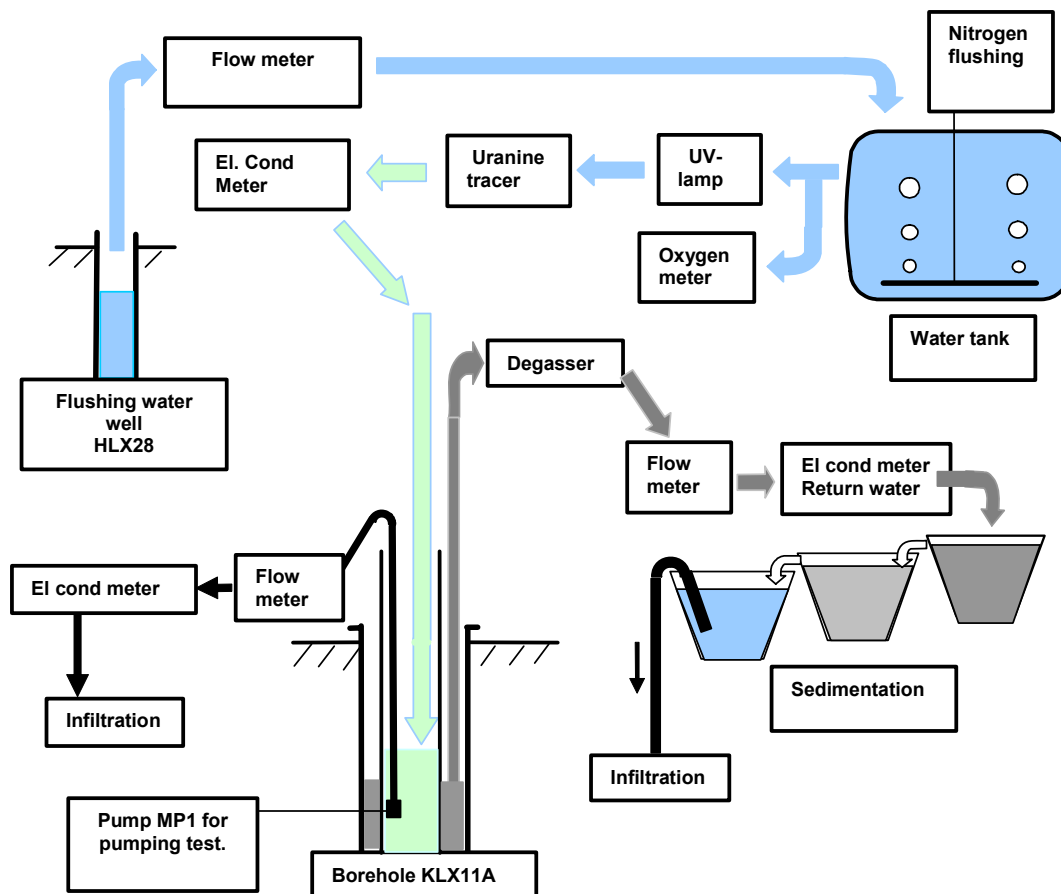 Flow meter
Nitrogen
flushing
El. Cond
Meter
Uranine
tracer
UV-
lamp
Oxygen
meter
Water tank
Flushing water
well
HLX28
Degasser
Flow
meter
El cond meter
Return water
El cond meter
Flow
meter
Sedimentation
Infiltration
Infiltration
Pump MP1 for
pumping test.
Borehole KLX11A